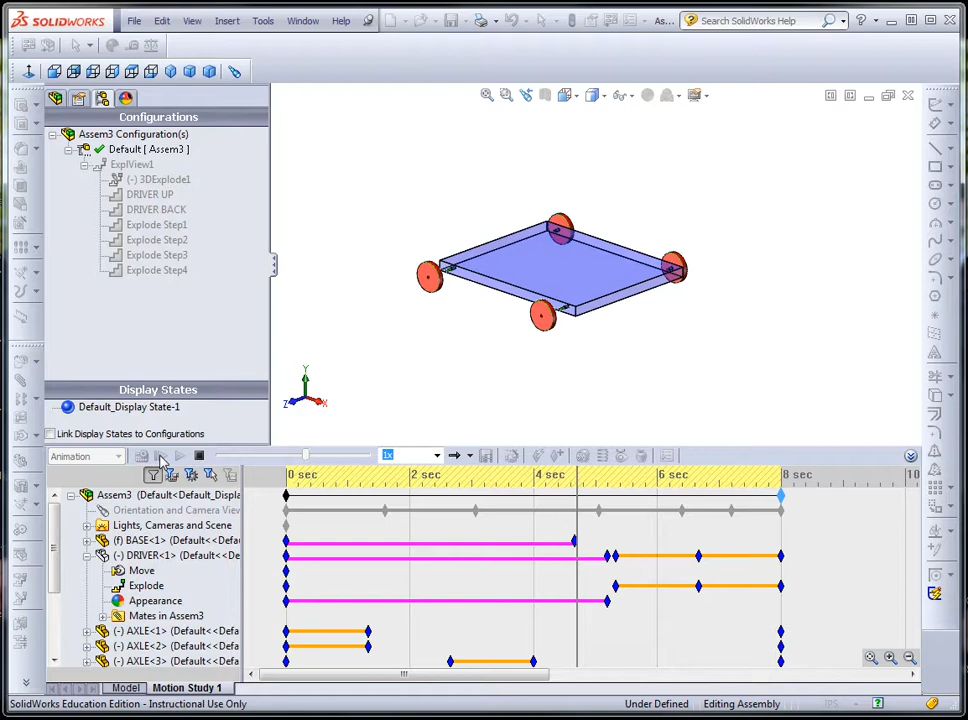 SOLIDWORKS File Edit View Insert Tools Window Help As... Search SolidWorks Help
Configurations
Assem3 Configuration(s)
Default [ Assem3 ]
ExplView1
(-) 3DExplode1
DRIVER UP
DRIVER BACK
Explode Step1
Explode Step2
Explode Step3
Explode Step4
Y
Z X
Display States
Default_Display State-1
Link Display States to Configurations
Animation 1x
0 sec 2 sec 4 sec 6 sec 8 sec 10
Assem3 (Default<Default_Displa
Orientation and Camera View
Lights, Cameras and Scene
(f) BASE<1> (Default<<Defa
(-) DRIVER<1> (Default<<De
Move
Explode
Appearance
Mates in Assem3
(-) AXLE<1> (Default<<Defa
(-) AXLE<2> (Default<<Defa
(-) AXLE<3> (Default<<Defa
Model Motion Study 1
SolidWorks Education Edition - Instructional Use Only Under Defined Editing Assembly IPS ?